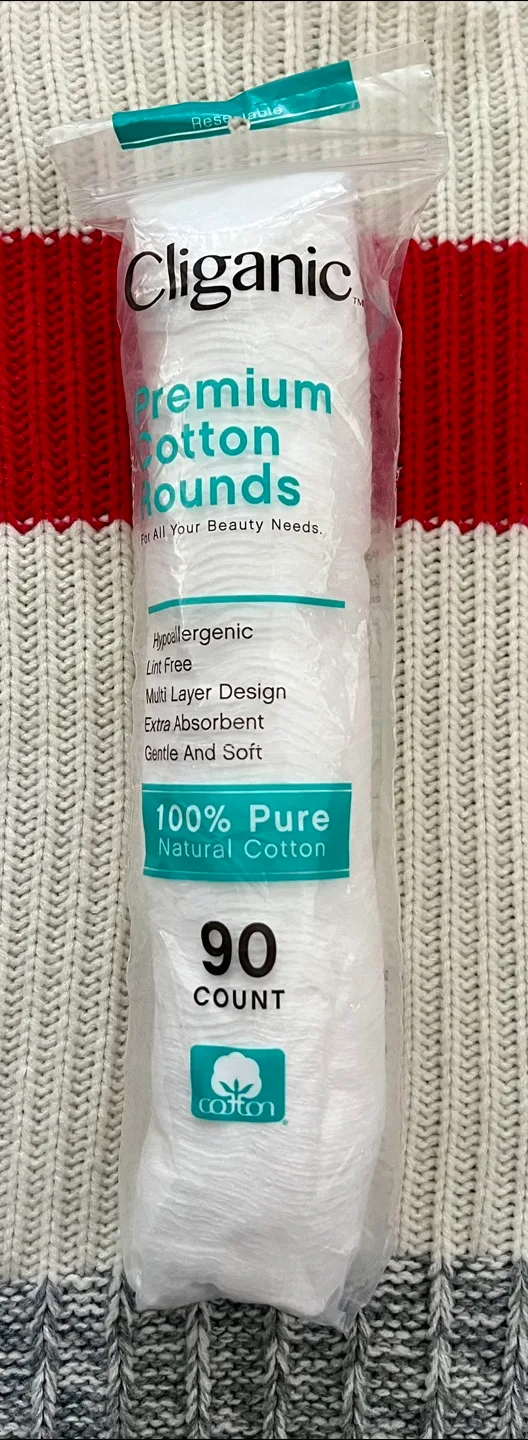 Resealable
Cliganic™
Premium
Cotton
Rounds
For All Your Beauty Needs.
Hypoallergenic
Lint Free
Multi Layer Design
Extra Absorbent
Gentle And Soft
100% Pure
Natural Cotton
90
COUNT
cotton®